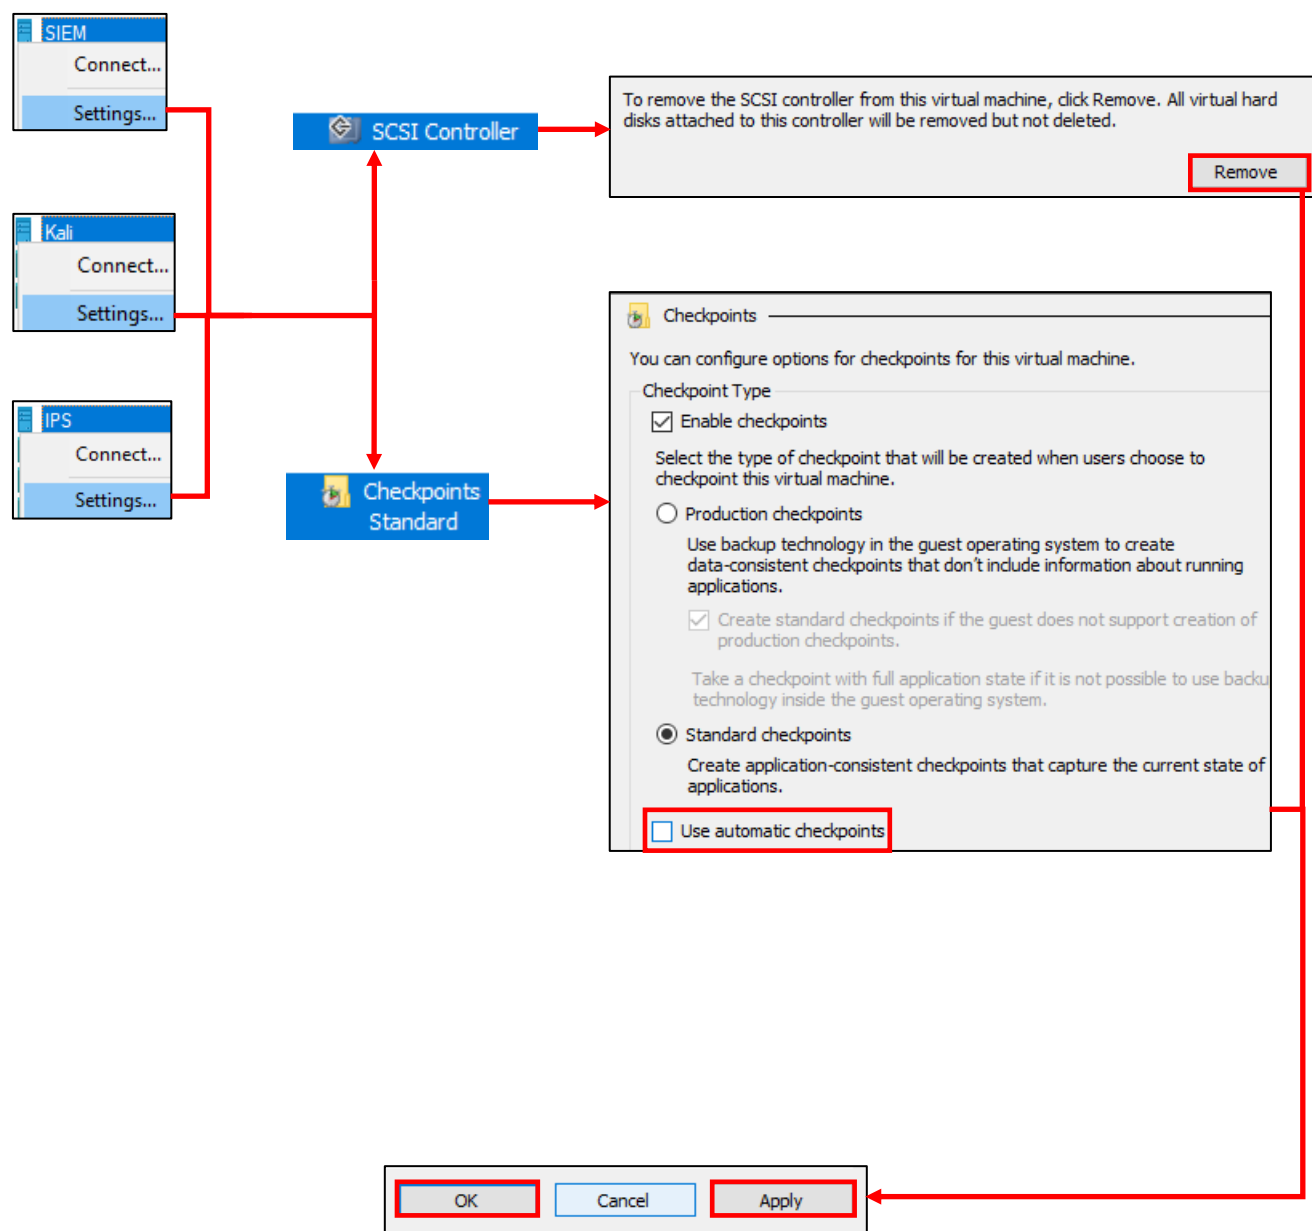 SIEM
Connect...
Settings...
Kali
Connect...
Settings...
IPS
Connect...
Settings...
SCSI Controller
Checkpoints
Standard
To remove the SCSI controller from this virtual machine, click Remove. All virtual hard
disks attached to this controller will be removed but not deleted.
Remove
Checkpoints
You can configure options for checkpoints for this virtual machine.
Checkpoint Type
Enable checkpoints
Select the type of checkpoint that will be created when users choose to
checkpoint this virtual machine.
Production checkpoints
Use backup technology in the guest operating system to create
data-consistent checkpoints that don't include information about running
applications.
Create standard checkpoints if the guest does not support creation of
production checkpoints.
Take a checkpoint with full application state if it is not possible to use backu
technology inside the guest operating system.
Standard checkpoints
Create application-consistent checkpoints that capture the current state of
applications.
Use automatic checkpoints
OK
Cancel
Apply